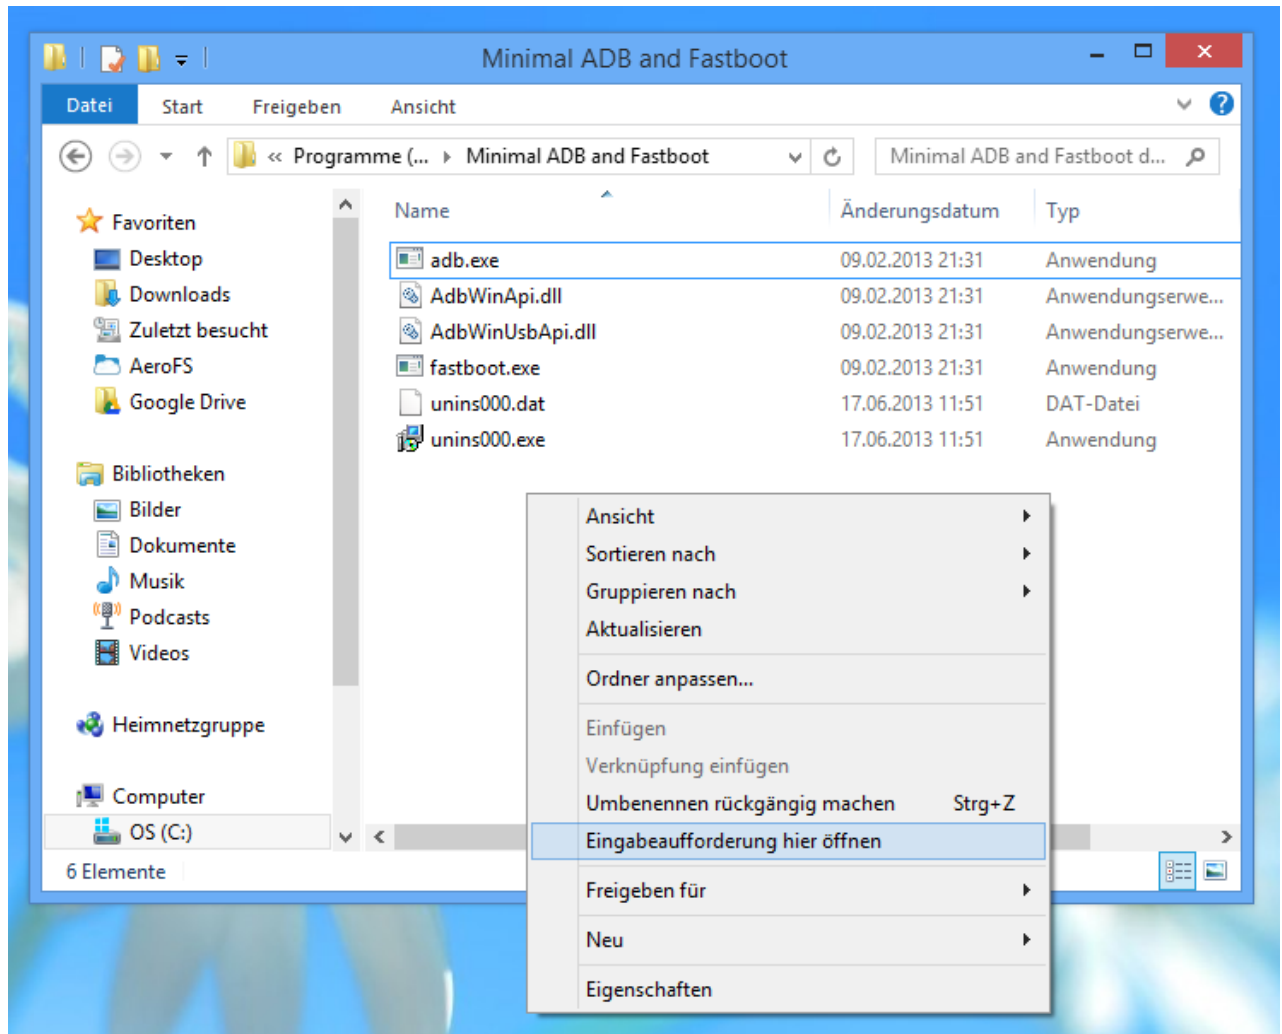 Minimal ADB and Fastboot
Datei Start Freigeben Ansicht
« Programme (... Minimal ADB and Fastboot Minimal ADB and Fastboot d...
Name Änderungsdatum Typ
Favoriten
Desktop
Downloads
Zuletzt besucht
AeroFS
Google Drive
Bibliotheken
Bilder
Dokumente
Musik
Podcasts
Videos
Heimnetzgruppe
Computer
OS (C:)
adb.exe 09.02.2013 21:31 Anwendung
AdbWinApi.dll 09.02.2013 21:31 Anwendungserwe...
AdbWinUsbApi.dll 09.02.2013 21:31 Anwendungserwe...
fastboot.exe 09.02.2013 21:31 Anwendung
unins000.dat 17.06.2013 11:51 DAT-Datei
unins000.exe 17.06.2013 11:51 Anwendung
Ansicht
Sortieren nach
Gruppieren nach
Aktualisieren
Ordner anpassen...
Einfügen
Verknüpfung einfügen
Umbenennen rückgängig machen Strg+Z
Eingabeaufforderung hier öffnen
Freigeben für
Neu
Eigenschaften
6 Elemente